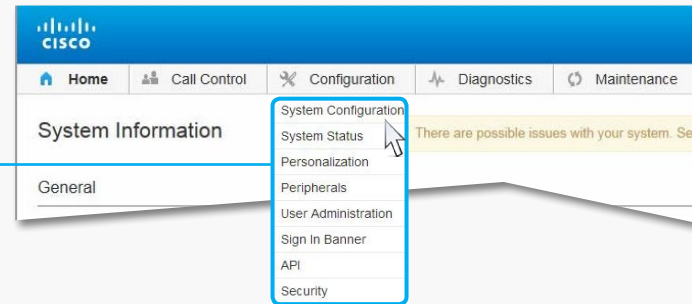 CISCO
Home Call Control Configuration Diagnostics Maintenance
System Configuration
System Information
System Status
There are possible issues with your system. Se
Personalization
General
Peripherals
User Administration
Sign In Banner
API
Security